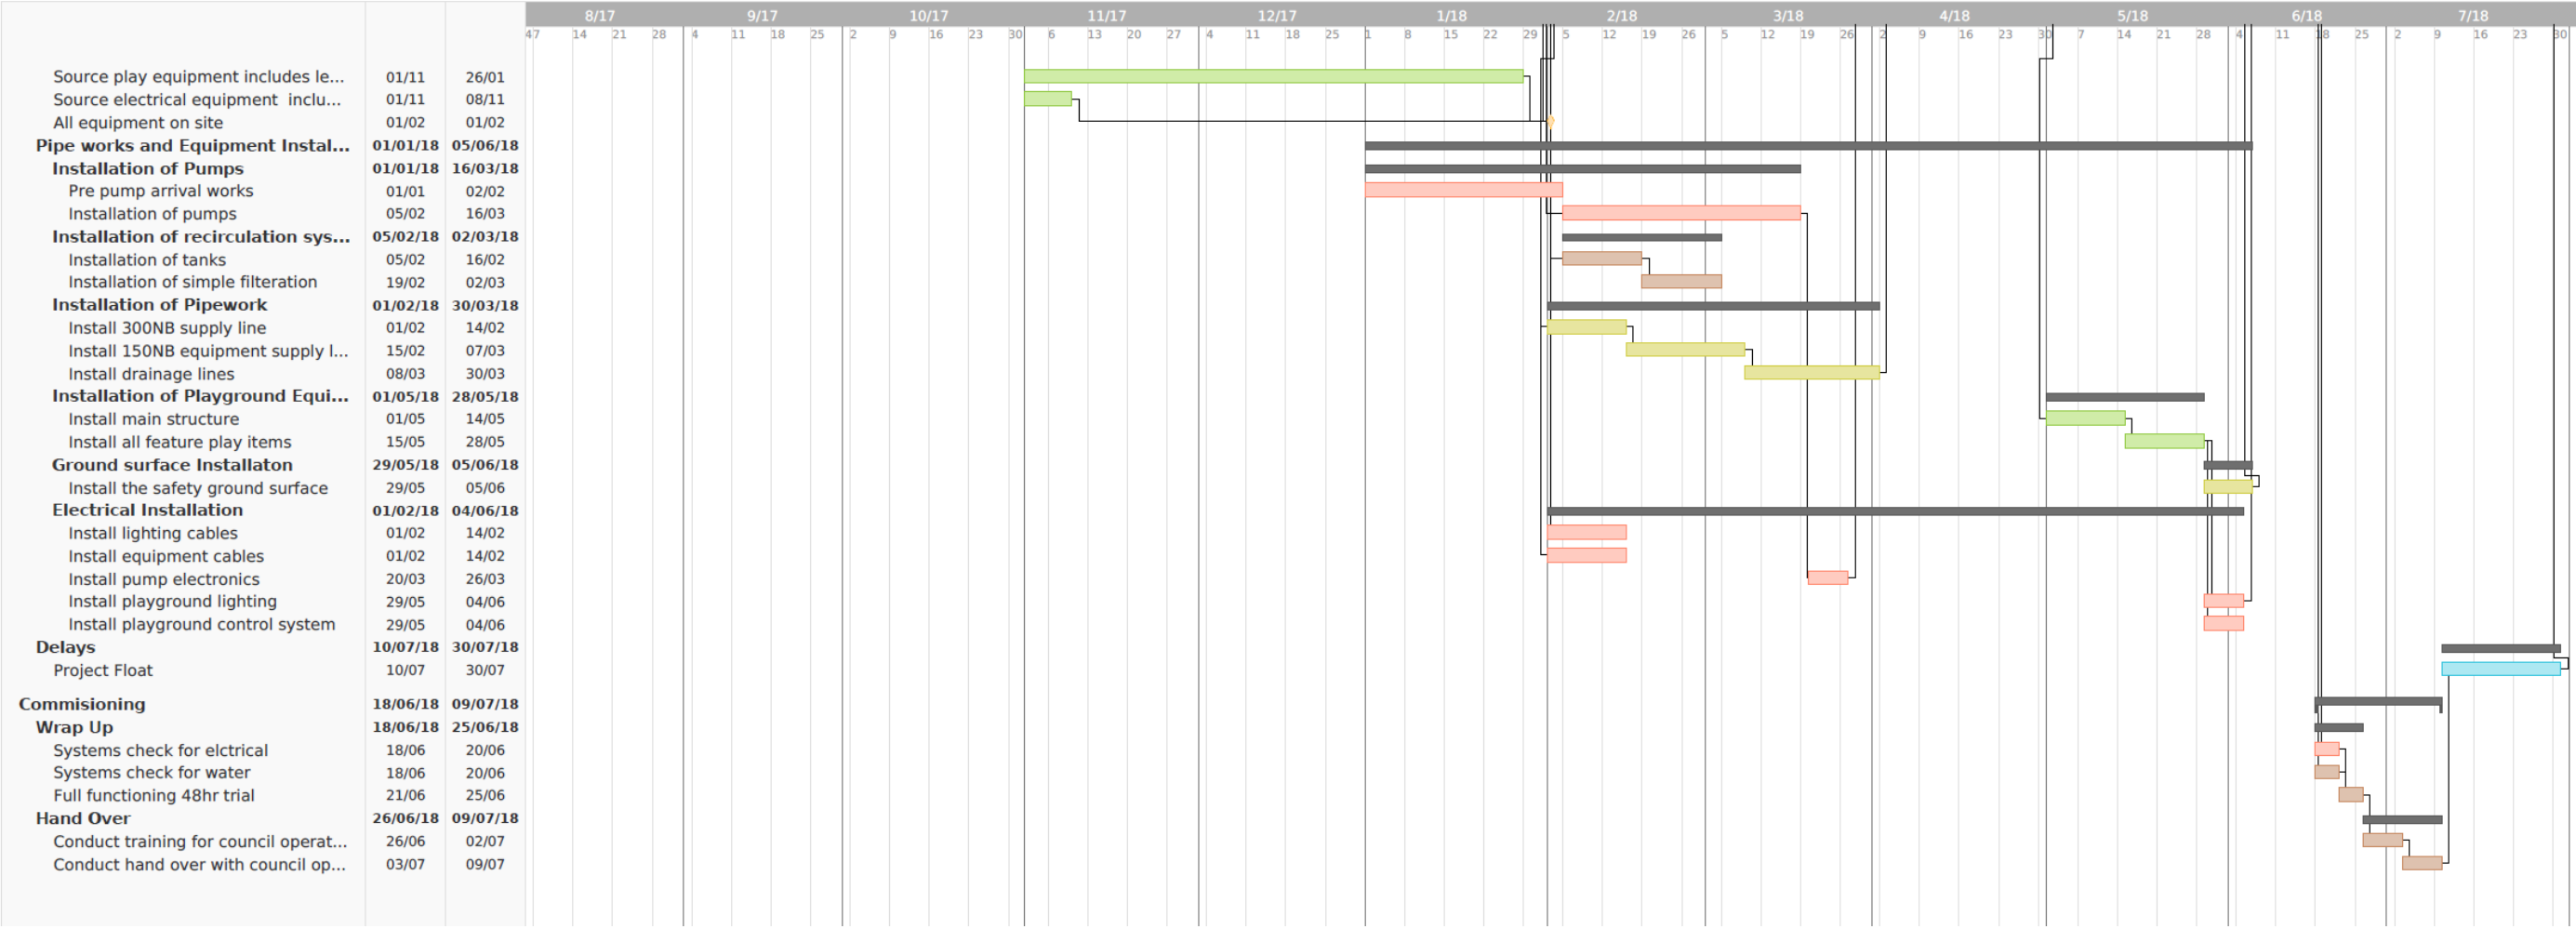 8/17 9/17 10/17 11/17 12/17 1/18 2/18 3/18 4/18 5/18 6/18 7/18
47 14 21 28 4 11 18 25 2 9 16 23 30 6 13 20 27 4 11 18 25 1 8 15 22 29 5 12 19 26 5 12 19 26 2 9 16 23 30 7 14 21 28 4 11 18 25 2 9 16 23 30
Source play equipment includes le... 01/11 26/01
Source electrical equipment inclu... 01/11 08/11
All equipment on site 01/02 01/02
Pipe works and Equipment Instal... 01/01/18 05/06/18
Installation of Pumps 01/01/18 16/03/18
Pre pump arrival works 01/01 02/02
Installation of pumps 05/02 16/03
Installation of recirculation sys... 05/02/18 02/03/18
Installation of tanks 05/02 16/02
Installation of simple filteration 19/02 02/03
Installation of Pipework 01/02/18 30/03/18
Install 300NB supply line 01/02 14/02
Install 150NB equipment supply l... 15/02 07/03
Install drainage lines 08/03 30/03
Installation of Playground Equi... 01/05/18 28/05/18
Install main structure 01/05 14/05
Install all feature play items 15/05 28/05
Ground surface Installaton 29/05/18 05/06/18
Install the safety ground surface 29/05 05/06
Electrical Installation 01/02/18 04/06/18
Install lighting cables 01/02 14/02
Install equipment cables 01/02 14/02
Install pump electronics 20/03 26/03
Install playground lighting 29/05 04/06
Install playground control system 29/05 04/06
Delays 10/07/18 30/07/18
Project Float 10/07 30/07
Commisioning 18/06/18 09/07/18
Wrap Up 18/06/18 25/06/18
Systems check for elctrical 18/06 20/06
Systems check for water 18/06 20/06
Full functioning 48hr trial 21/06 25/06
Hand Over 26/06/18 09/07/18
Conduct training for council operat... 26/06 02/07
Conduct hand over with council op... 03/07 09/07